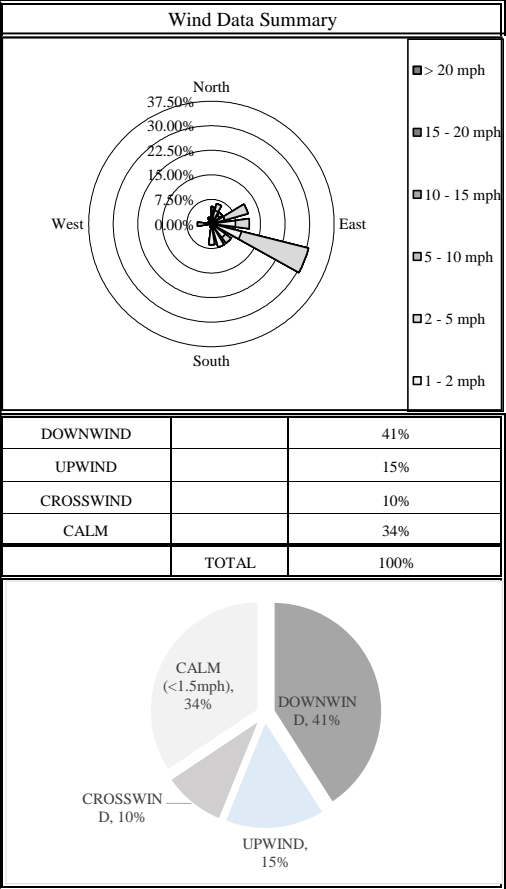 Wind Data Summary
North
37.50%
30.00%
22.50%
15.00%
7.50%
0.00%
West
East
South
> 20 mph
15 - 20 mph
10 - 15 mph
5 - 10 mph
2 - 5 mph
1 - 2 mph
DOWNWIND 41%
UPWIND 15%
CROSSWIND 10%
CALM 34%
TOTAL 100%
CALM
(<1.5mph),
34%
DOWNWIN
D, 41%
CROSSWIN
D, 10%
UPWIND,
15%